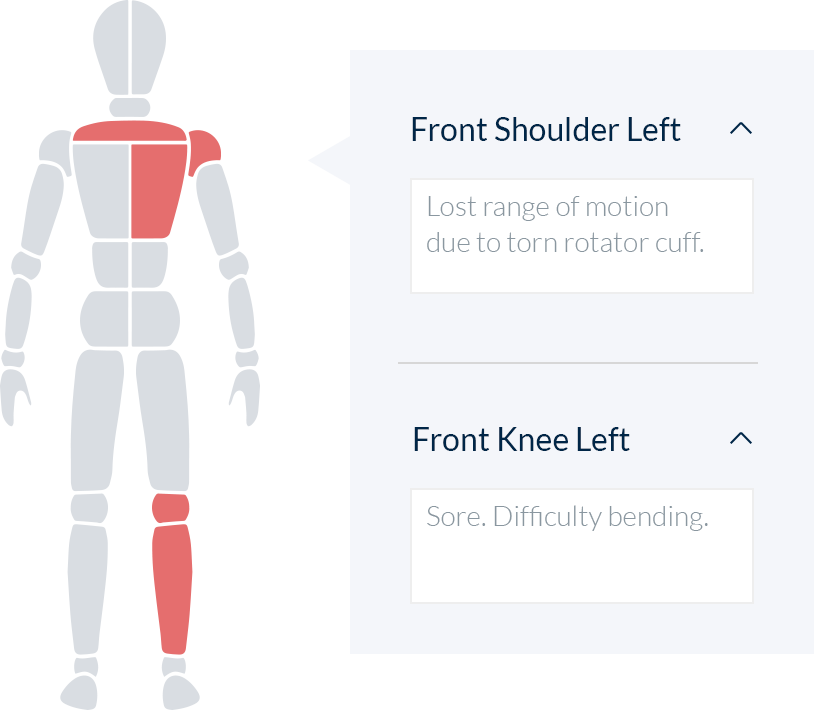 Front Shoulder Left
Lost range of motion
due to torn rotator cuff.
Front Knee Left
Sore. Difficulty bending.